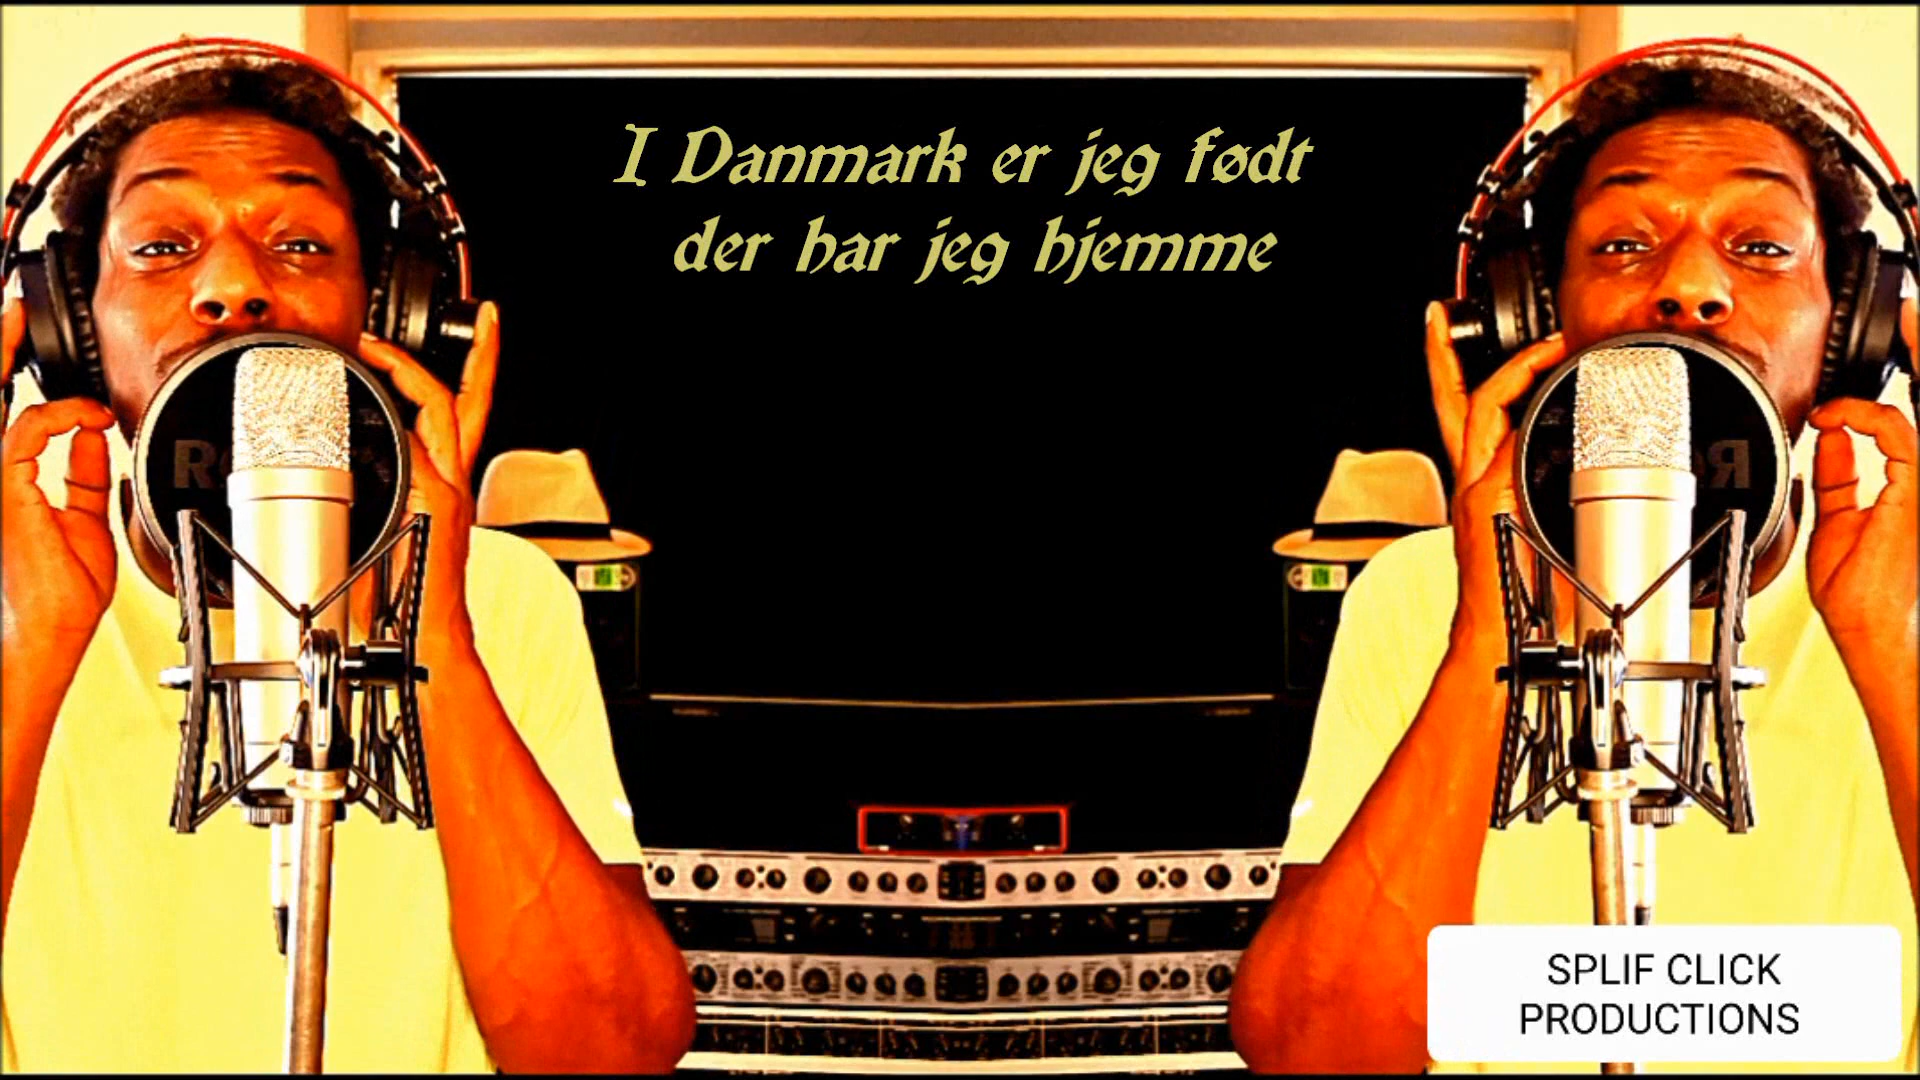 I Danmark er jeg født
der har jeg hjemme
SPLIF CLICK
PRODUCTIONS